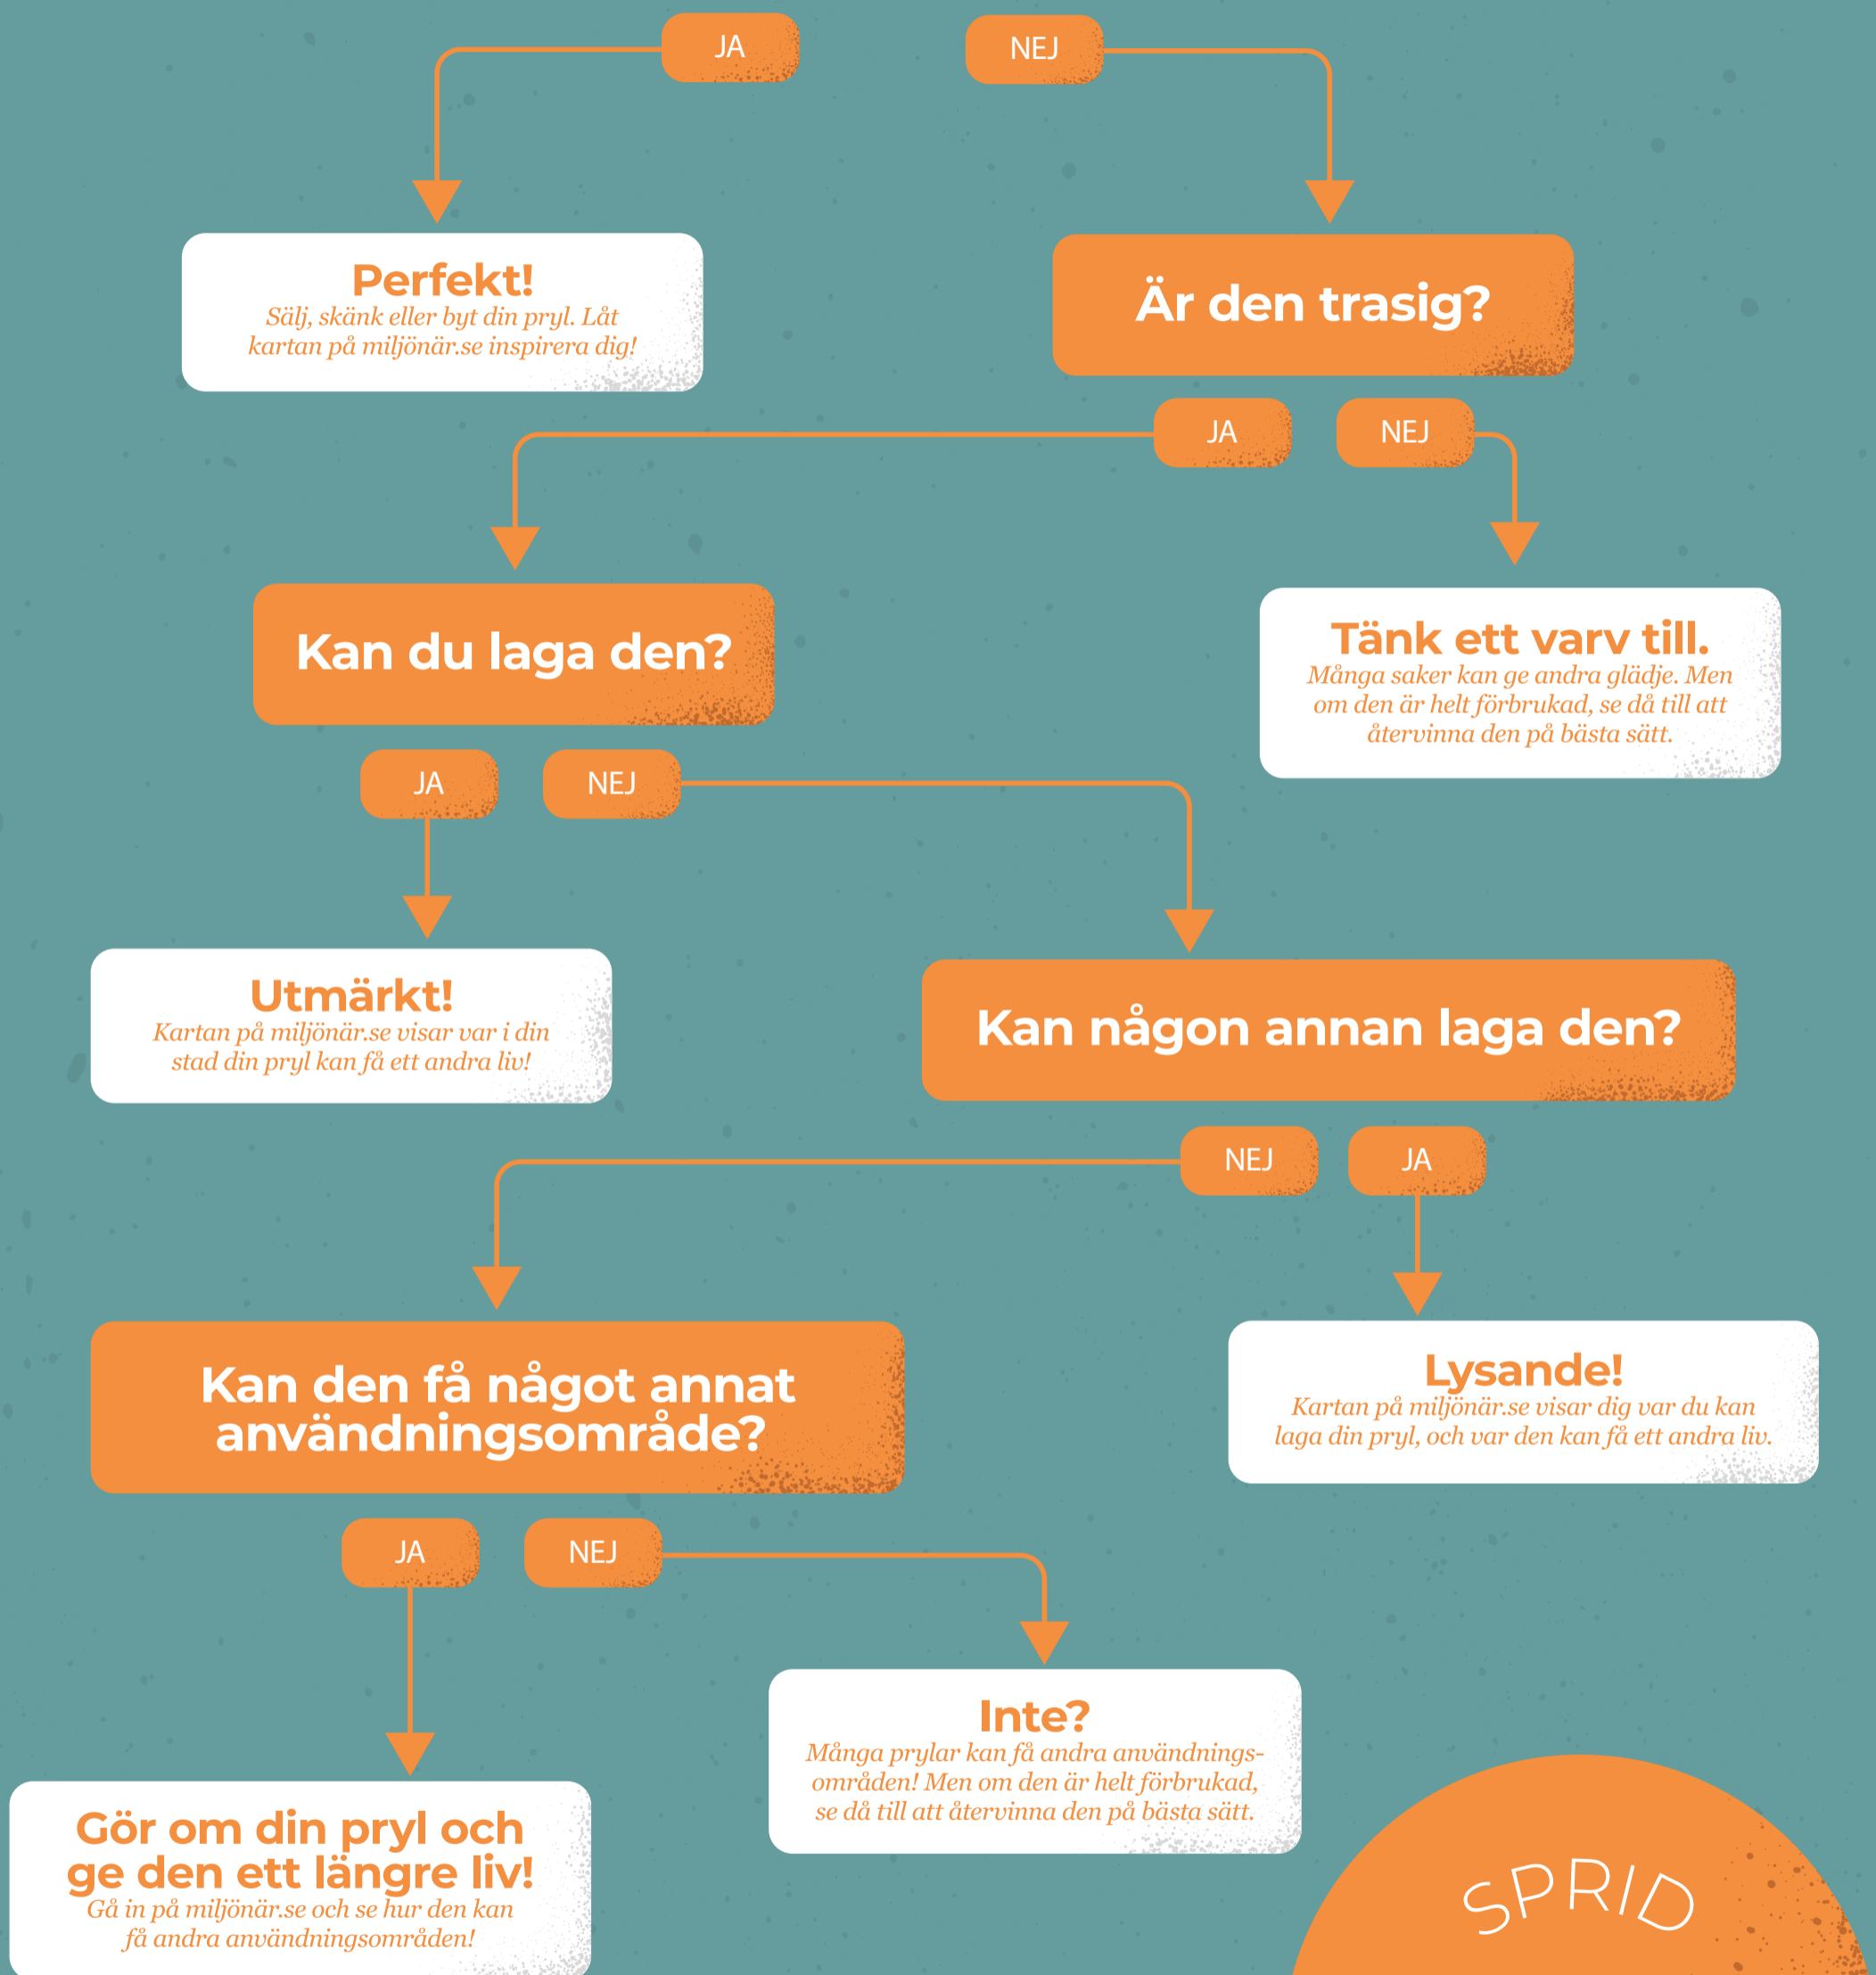 JA
NEJ
Perfekt!
Sälj, skänk eller byt din pryl. Låt
kartan på miljönär.se inspirera dig!
Är den trasig?
JA
NEJ
Kan du laga den?
Tänk ett varv till.
Många saker kan ge andra glädje. Men
om den är helt förbrukad, se då till att
återvinna den på bästa sätt.
JA
NEJ
Utmärkt!
Kartan på miljönär.se visar var i din
stad din pryl kan få ett andra liv!
Kan någon annan laga den?
NEJ
JA
Kan den få något annat
användningsområde?
Lysande!
Kartan på miljönär.se visar dig var du kan
laga din pryl, och var den kan få ett andra liv.
JA
NEJ
Inte?
Många prylar kan få andra användnings-
områden! Men om den är helt förbrukad,
se då till att återvinna den på bästa sätt.
Gör om din pryl och
ge den ett längre liv!
Gå in på miljönär.se och se hur den kan
få andra användningsområden!
SPRID